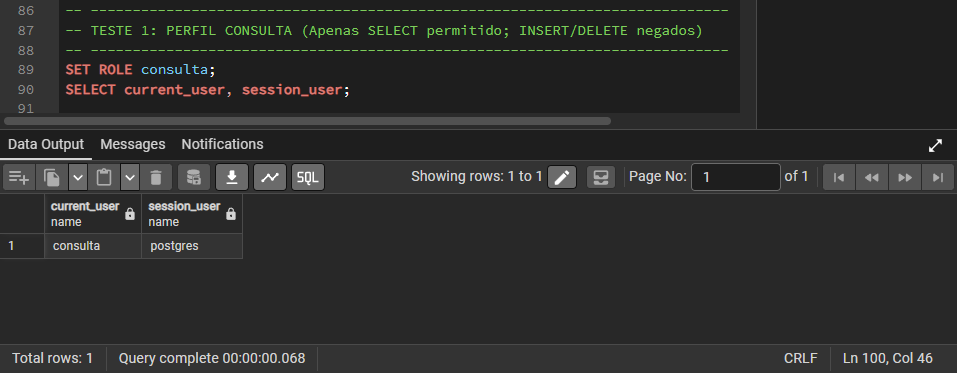 86 -- ---------------------------------------------------------------------------
87 -- TESTE 1: PERFIL CONSULTA (Apenas SELECT permitido; INSERT/DELETE negados)
88 -- ---------------------------------------------------------------------------
89 SET ROLE consulta;
90 SELECT current_user, session_user;
91
Data Output Messages Notifications
SQL Showing rows: 1 to 1 Page No: 1 of 1
current_user session_user
name name
1 consulta postgres
Total rows: 1 Query complete 00:00:00.068 CRLF Ln 100, Col 46